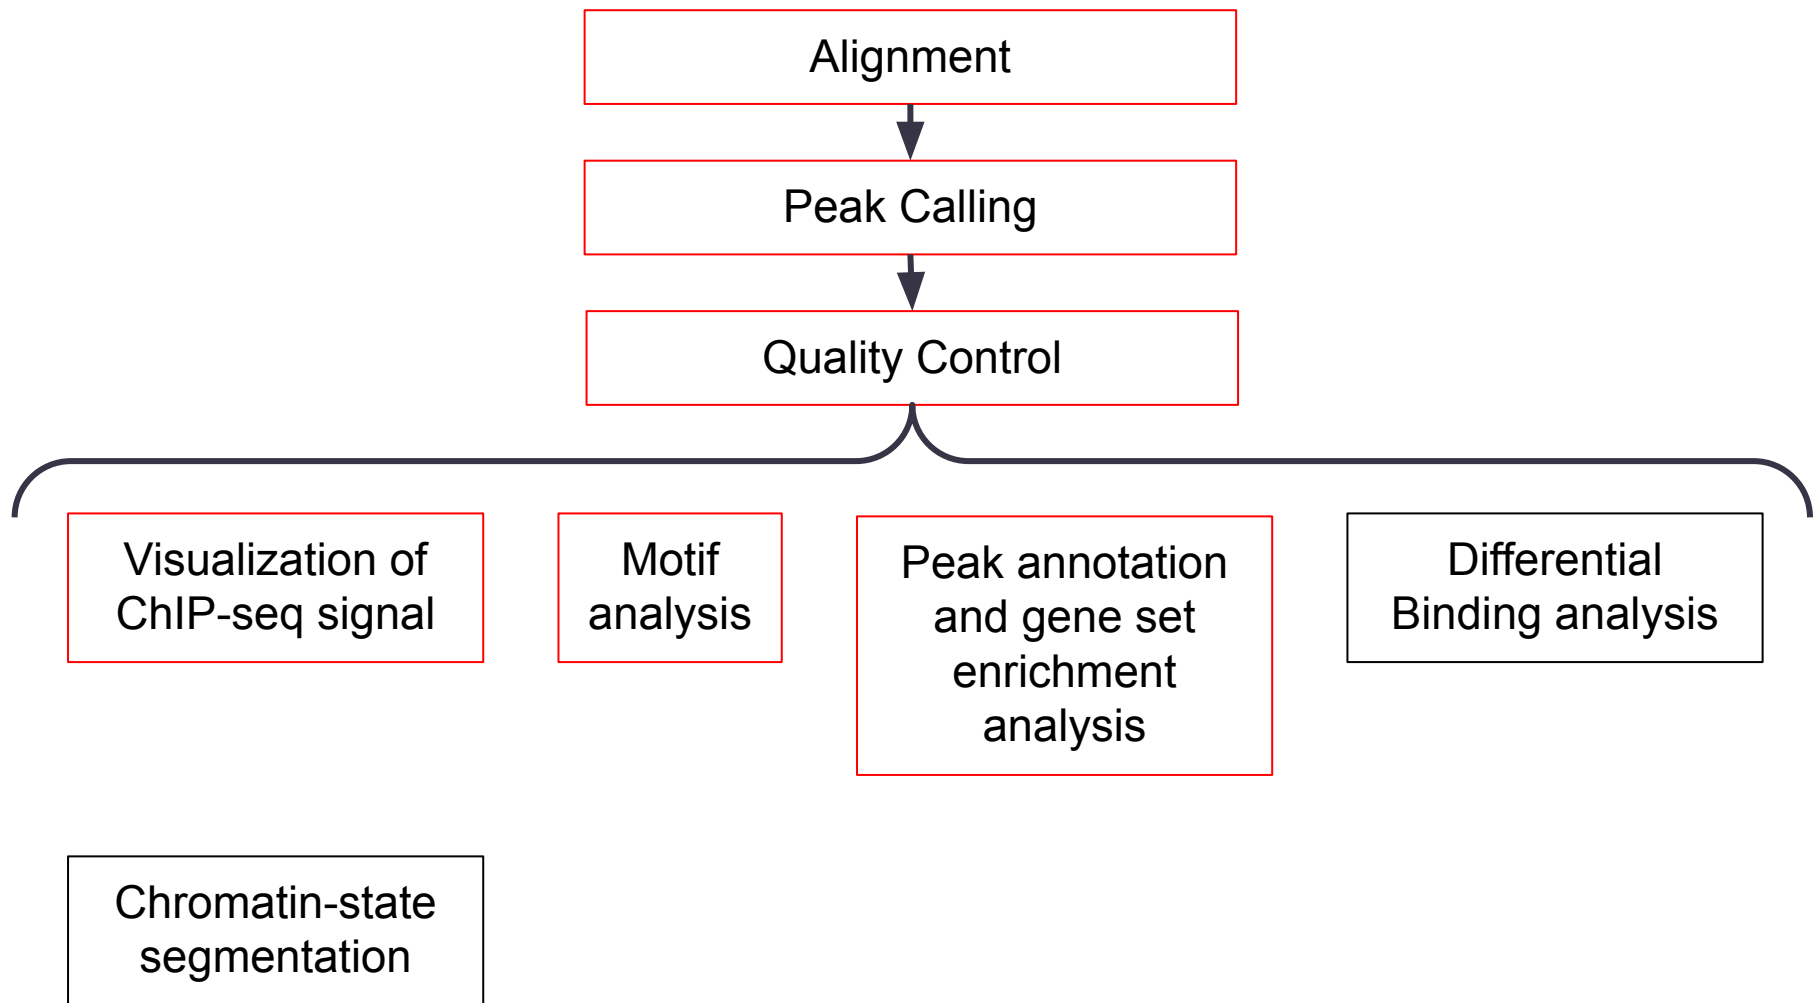 Alignment
Peak Calling
Quality Control
Visualization of
ChIP-seq signal
Motif
analysis
Peak annotation
and gene set
enrichment
analysis
Differential
Binding analysis
Chromatin-state
segmentation